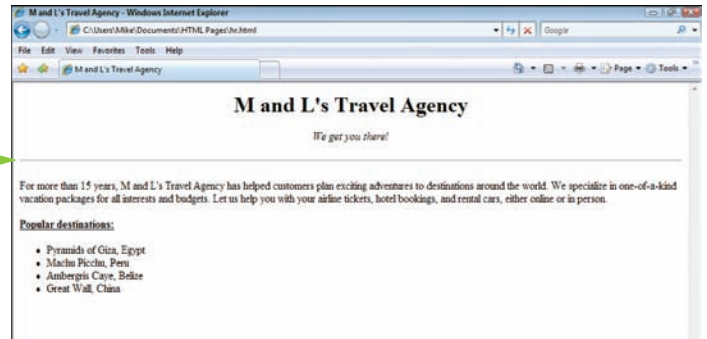 M and L's Travel Agency - Windows Internet Explorer
C:\Users\Mike\Documents\HTML Pages\hr.html
Google
File Edit View Favorites Tools Help
M and L's Travel Agency
Page Tools
M and L's Travel Agency
We get you there!
For more than 15 years, M and L's Travel Agency has helped customers plan exciting adventures to destinations around the world. We specialize in one-of-a-kind
vacation packages for all interests and budgets. Let us help you with your airline tickets, hotel bookings, and rental cars, either online or in person.
Popular destinations:
Pyramids of Giza, Egypt
Machu Picchu, Peru
Ambergris Caye, Belize
Great Wall, China